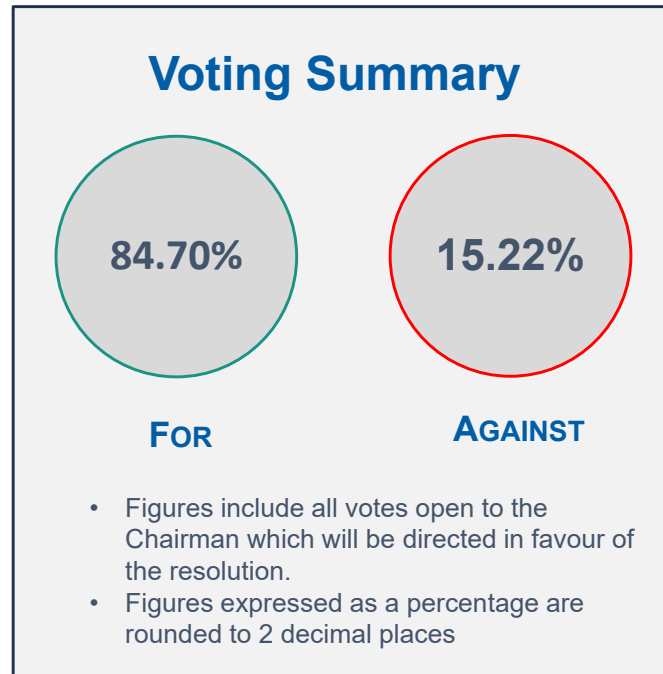 Voting Summary
84.70%
15.22%
FOR
AGAINST
• Figures include all votes open to the
Chairman which will be directed in favour of
the resolution.
• Figures expressed as a percentage are
rounded to 2 decimal places